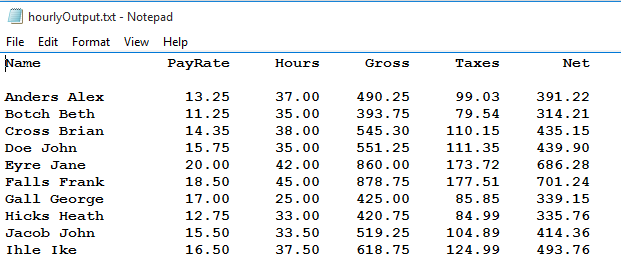 hourlyOutput.txt - Notepad
File Edit Format View Help
Name PayRate Hours Gross Taxes Net
Anders Alex 13.25 37.00 490.25 99.03 391.22
Botch Beth 11.25 35.00 393.75 79.54 314.21
Cross Brian 14.35 38.00 545.30 110.15 435.15
Doe John 15.75 35.00 551.25 111.35 439.90
Eyre Jane 20.00 42.00 860.00 173.72 686.28
Falls Frank 18.50 45.00 878.75 177.51 701.24
Gall George 17.00 25.00 425.00 85.85 339.15
Hicks Heath 12.75 33.00 420.75 84.99 335.76
Jacob John 15.50 33.50 519.25 104.89 414.36
Ihle Ike 16.50 37.50 618.75 124.99 493.76